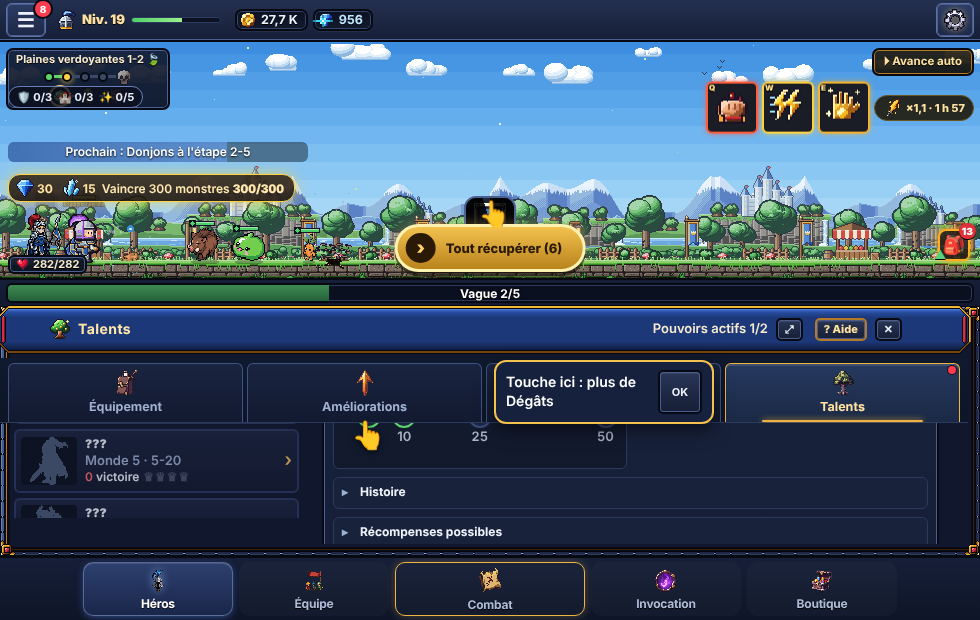 8
Niv. 19
27,7 K
956
Plaines verdoyantes 1-2
0/3
0/3
0/5
Avance auto
Q
W
E
×1,1 · 1 h 57
Prochain : Donjons à l'étape 2-5
30
15
Vaincre 300 monstres 300/300
Tout récupérer (6)
13
282/282
Vague 2/5
Talents
Pouvoirs actifs 1/2
? Aide
Équipement
Améliorations
Touche ici : plus de
Dégâts
OK
Talents
10
25
50
???
Monde 5 · 5-20
0 victoire
???
Histoire
Récompenses possibles
Héros
Équipe
Combat
Invocation
Boutique